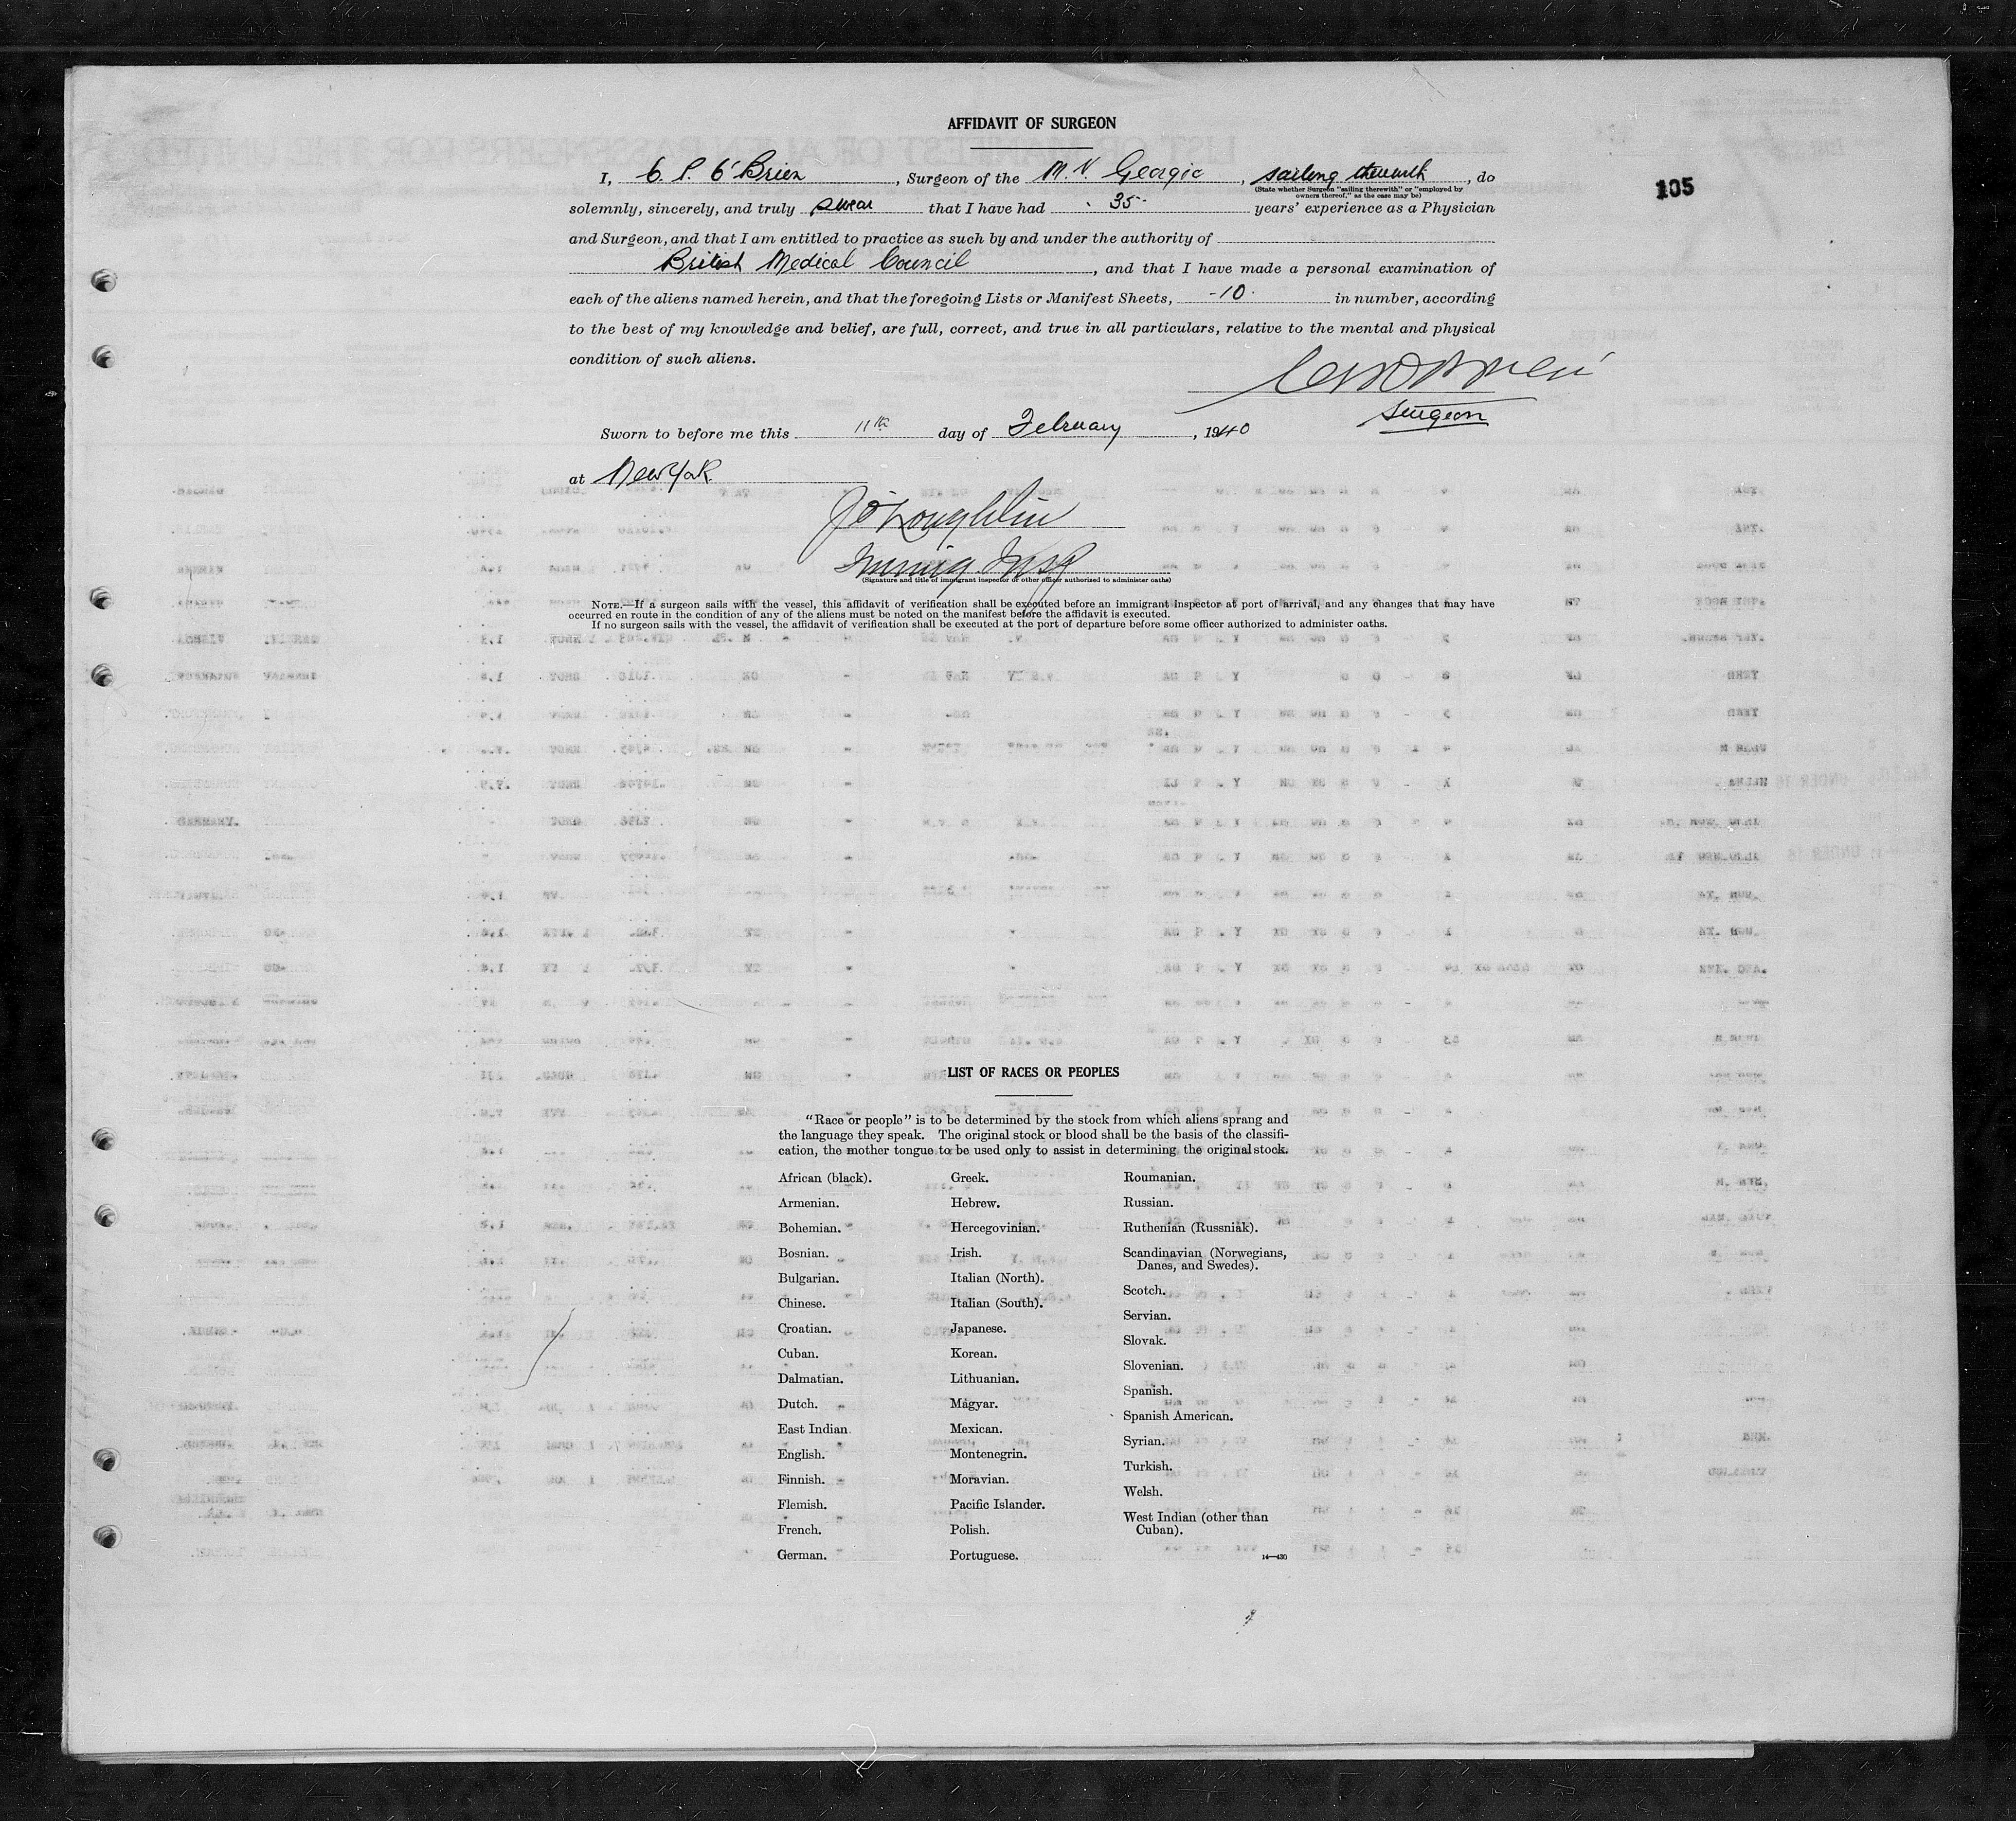 AFFIDAVIT OF SURGEON
105
I, C. P. O'Brien, Surgeon of the M.V. Georgic, sailing therewith, do
(State whether Surgeon "sailing therewith" or "employed by owners thereof," as the case may be)
solemnly, sincerely, and truly swear that I have had 35 years' experience as a Physician
and Surgeon, and that I am entitled to practice as such by and under the authority of
British Medical Council, and that I have made a personal examination of
each of the aliens named herein, and that the foregoing Lists or Manifest Sheets, -10- in number, according
to the best of my knowledge and belief, are full, correct, and true in all particulars, relative to the mental and physical
condition of such aliens.
Surgeon
Sworn to before me this 11th day of February, 1940
at New York
J O'Loughlin
Immig. Insp
(Signature and title of immigrant inspector or other officer authorized to administer oaths)
NOTE.—If a surgeon sails with the vessel, this affidavit of verification shall be executed before an immigrant inspector at port of arrival, and any changes that may have
occurred en route in the condition of any of the aliens must be noted on the manifest before the affidavit is executed.
If no surgeon sails with the vessel, the affidavit of verification shall be executed at the port of departure before some officer authorized to administer oaths.
LIST OF RACES OR PEOPLES
"Race or people" is to be determined by the stock from which aliens sprang and
the language they speak. The original stock or blood shall be the basis of the classifi-
cation, the mother tongue to be used only to assist in determining the original stock.
African (black).
Armenian.
Bohemian.
Bosnian.
Bulgarian.
Chinese.
Croatian.
Cuban.
Dalmatian.
Dutch.
East Indian
English.
Finnish.
Flemish.
French.
German.
Greek.
Hebrew.
Hercegovinian.
Irish.
Italian (North).
Italian (South).
Japanese.
Korean.
Lithuanian.
Magyar.
Mexican.
Montenegrin.
Moravian.
Pacific Islander.
Polish.
Portuguese.
Roumanian.
Russian.
Ruthenian (Russniak).
Scandinavian (Norwegians,
Danes, and Swedes).
Scotch.
Servian.
Slovak.
Slovenian.
Spanish.
Spanish American.
Syrian.
Turkish.
Welsh.
West Indian (other than
Cuban).
14—430